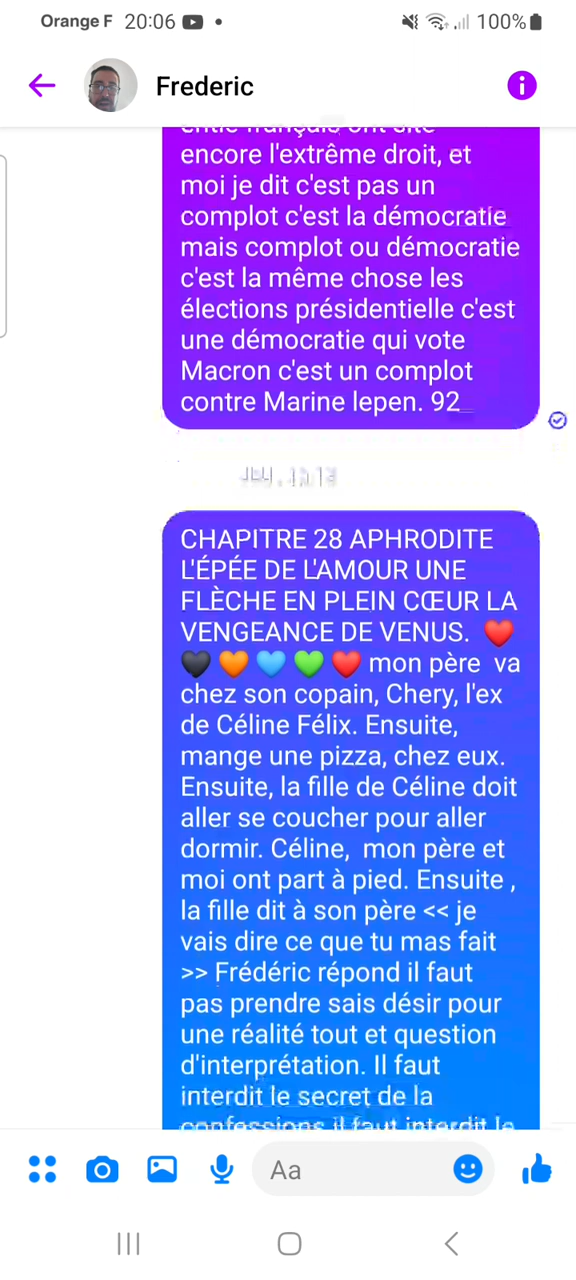 Orange F 20:06 100%
Frederic
encore l'extrême droit, et
moi je dit c'est pas un
complot c'est la démocratie
mais complot ou démocratie
c'est la même chose les
élections présidentielle c'est
une démocratie qui vote
Macron c'est un complot
contre Marine lepen. 92
CHAPITRE 28 APHRODITE
L'ÉPÉE DE L'AMOUR UNE
FLÈCHE EN PLEIN CŒUR LA
VENGEANCE DE VENUS. ❤️
🖤🧡💙💚❤️ mon père va
chez son copain, Chery, l'ex
de Céline Félix. Ensuite,
mange une pizza, chez eux.
Ensuite, la fille de Céline doit
aller se coucher pour aller
dormir. Céline, mon père et
moi ont part à pied. Ensuite ,
la fille dit à son père << je
vais dire ce que tu mas fait
>> Frédéric répond il faut
pas prendre sais désir pour
une réalité tout et question
d'interprétation. Il faut
interdit le secret de la
confessions il faut interdit le
Aa